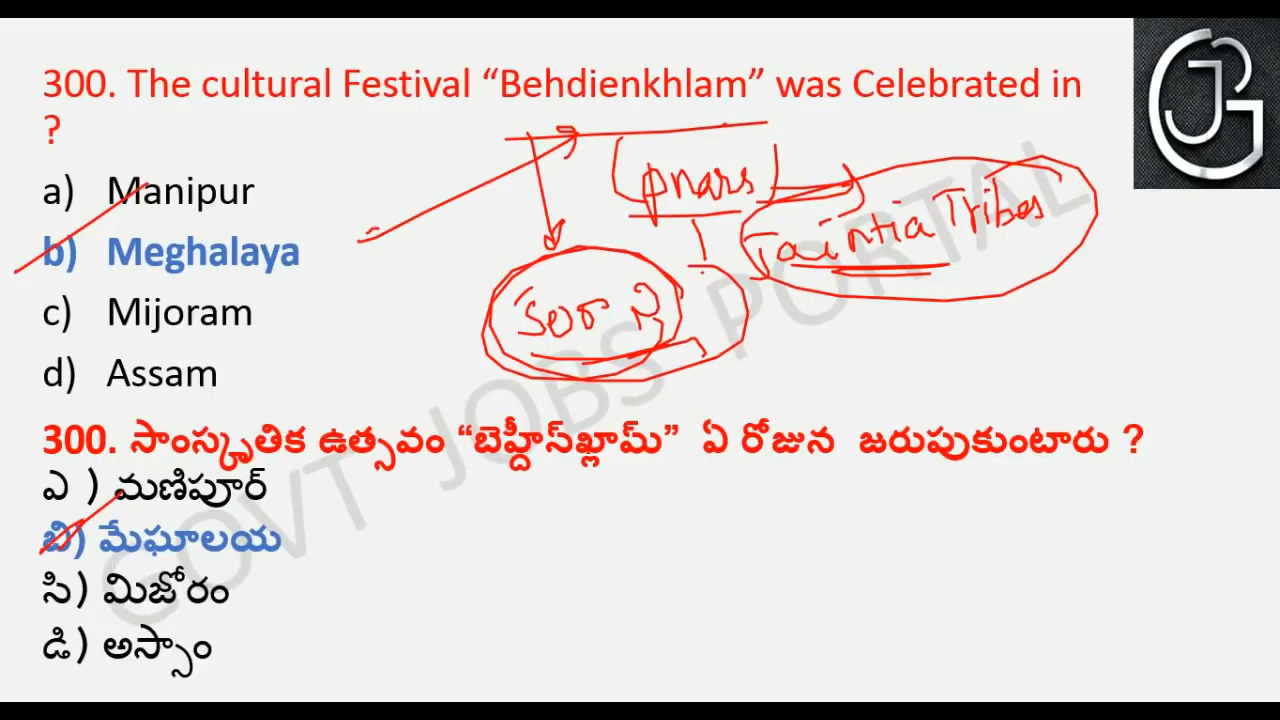 300. The cultural Festival “Behdienkhlam” was Celebrated in
?
a) Manipur
b) Meghalaya
c) Mijoram
d) Assam
pnars
Jaintia Tribes
300. సాంస్కృతిక ఉత్సవం “బెహ్దీన్‌ఖ్లామ్” ఏ రోజున జరుపుకుంటారు ?
ఎ ) మణిపూర్
బి) మేఘాలయ
సి) మిజోరం
డి) అస్సాం
GOVT JOBS PORTAL